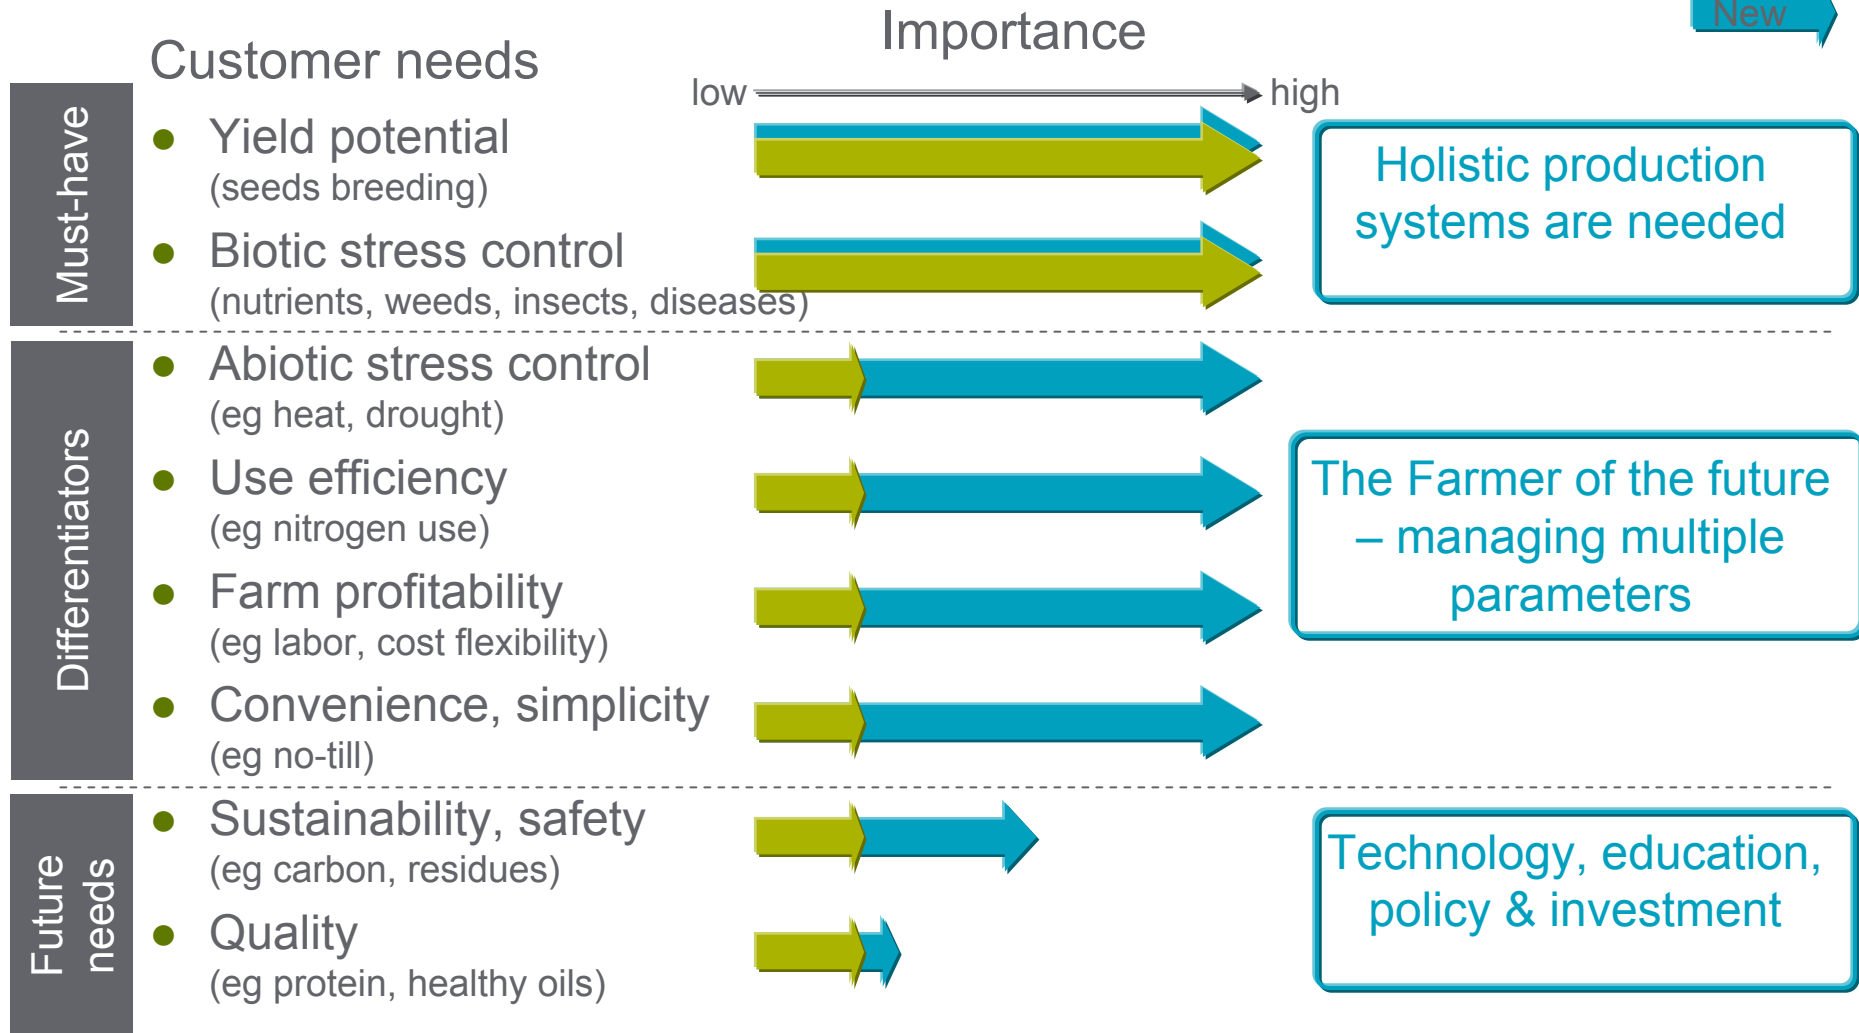 New
Importance
Customer needs
low
high
Must-have
● Yield potential
(seeds breeding)
● Biotic stress control
(nutrients, weeds, insects, diseases)
Holistic production
systems are needed
Differentiators
● Abiotic stress control
(eg heat, drought)
● Use efficiency
(eg nitrogen use)
● Farm profitability
(eg labor, cost flexibility)
● Convenience, simplicity
(eg no-till)
The Farmer of the future
– managing multiple
parameters
Future
needs
● Sustainability, safety
(eg carbon, residues)
● Quality
(eg protein, healthy oils)
Technology, education,
policy & investment